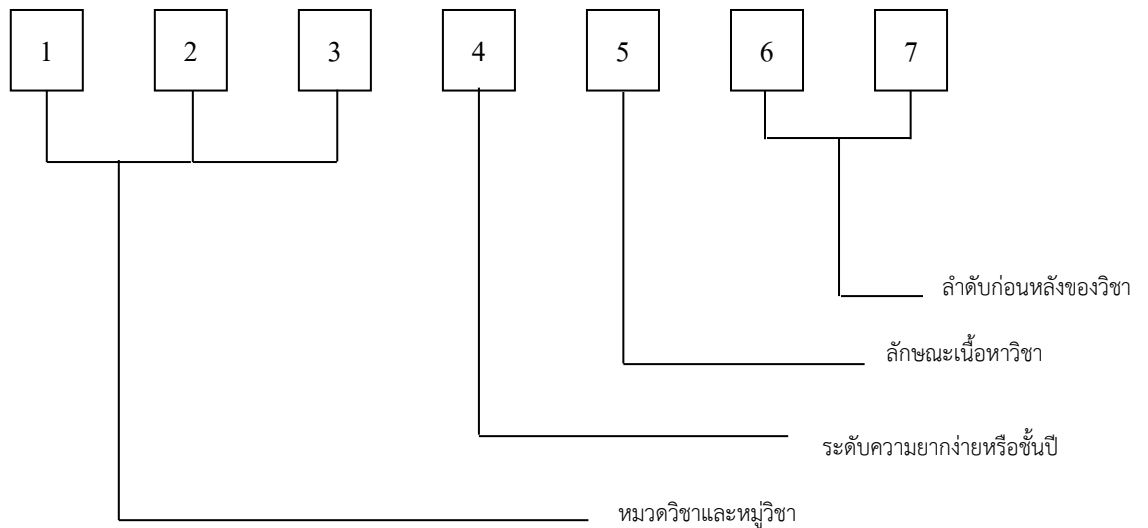 1 2 3 4 5 6 7
ลำดับก่อนหลังของวิชา
ลักษณะเนื้อหาวิชา
ระดับความยากง่ายหรือชั้นปี
หมวดวิชาและหมู่วิชา